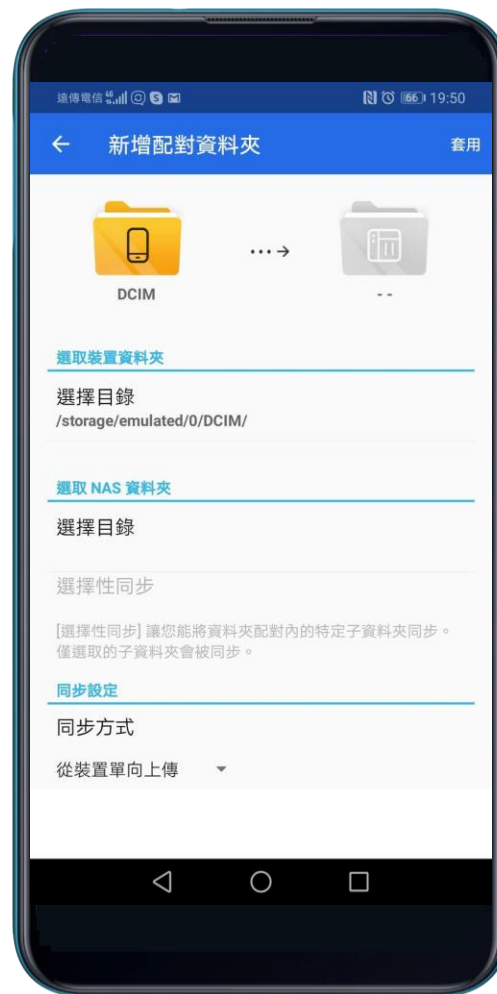 遠傳電信 46 66 19:50
新增配對資料夾 套用
DCIM - -
選取裝置資料夾
選擇目錄
/storage/emulated/0/DCIM/
選取 NAS 資料夾
選擇目錄
選擇性同步
[選擇性同步] 讓您能將資料夾配對內的特定子資料夾同步。
僅選取的子資料夾會被同步。
同步設定
同步方式
從裝置單向上傳